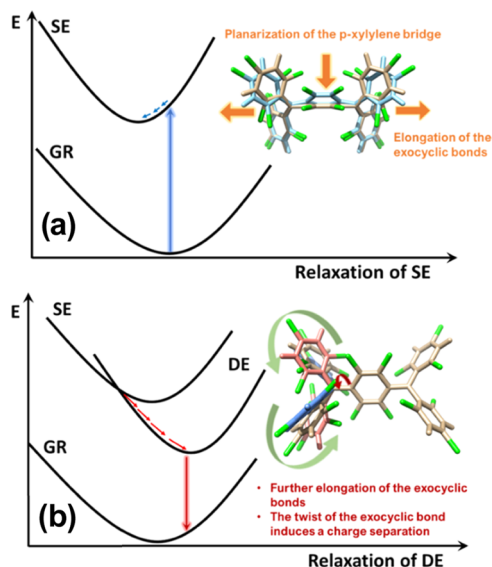 E
SE
Planarization of the p-xylylene bridge
Elongation of the
exocyclic bonds
GR
(a)
Relaxation of SE
E
SE
DE
GR
(b)
• Further elongation of the exocyclic
bonds
• The twist of the exocyclic bond
induces a charge separation
Relaxation of DE